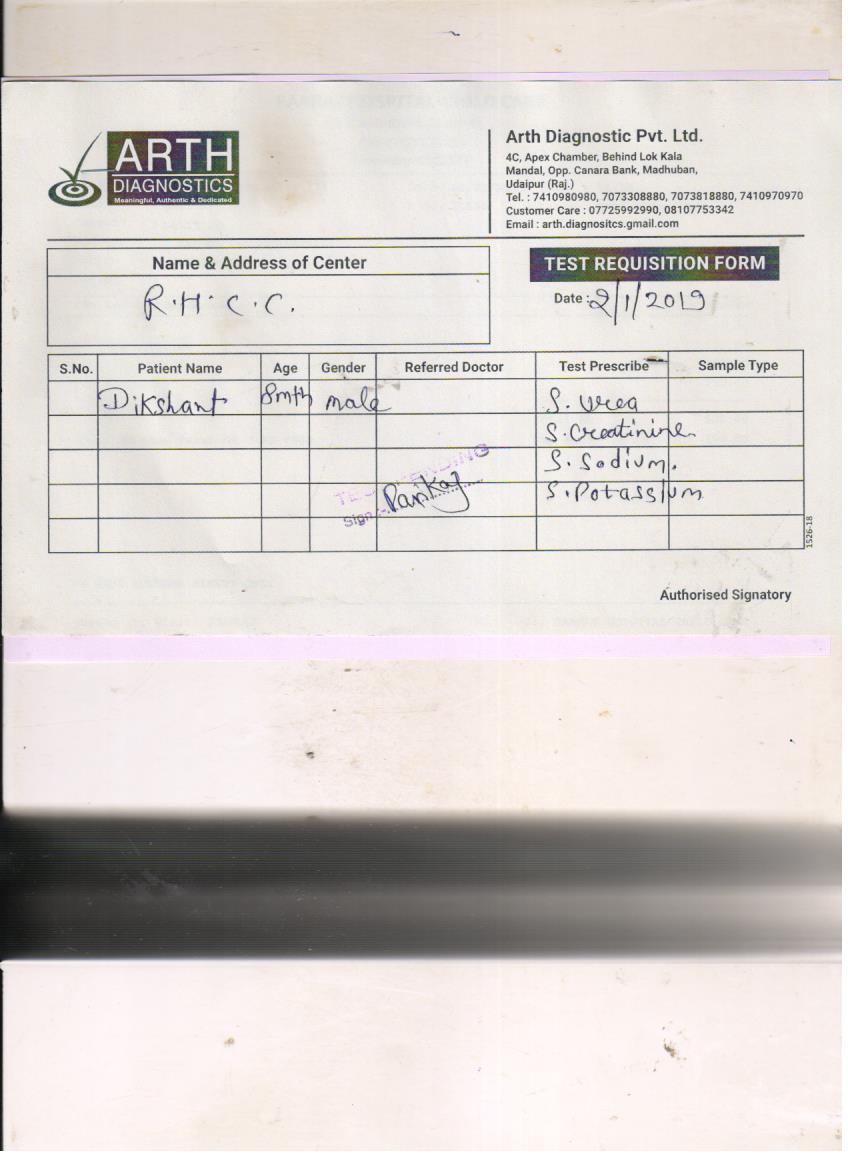 ARTH
DIAGNOSTICS
Meaningful, Authentic & Dedicated
Arth Diagnostic Pvt. Ltd.
4C, Apex Chamber, Behind Lok Kala
Mandal, Opp. Canara Bank, Madhuban,
Udaipur (Raj.)
Tel. : 7410980980, 7073308880, 7073818880, 7410970970
Customer Care : 07725992990, 08107753342
Email : arth.diagnositcs.gmail.com
Name & Address of Center
R.H.C.C.
TEST REQUISITION FORM
Date : 2/1/2019
S.No. Patient Name Age Gender Referred Doctor Test Prescribe Sample Type
Dikshant 8mth male S. Urea
S. Creatinine
S. Sodium.
S. Potassium
PENDING
Sign :- Pankaj
1526-18
Authorised Signatory